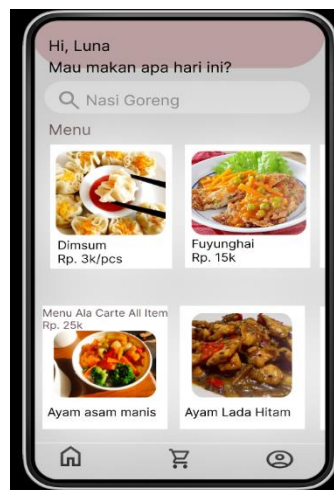 Hi, Luna
Mau makan apa hari ini?
Nasi Goreng
Menu
Dimsum
Rp. 3k/pcs
Fuyunghai
Rp. 15k
Menu Ala Carte All Item
Rp. 25k
Ayam asam manis
Ayam Lada Hitam